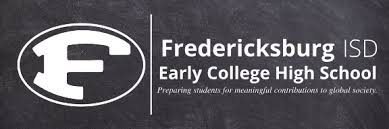 F
Fredericksburg ISD
Early College High School
Preparing students for meaningful contributions to global society.